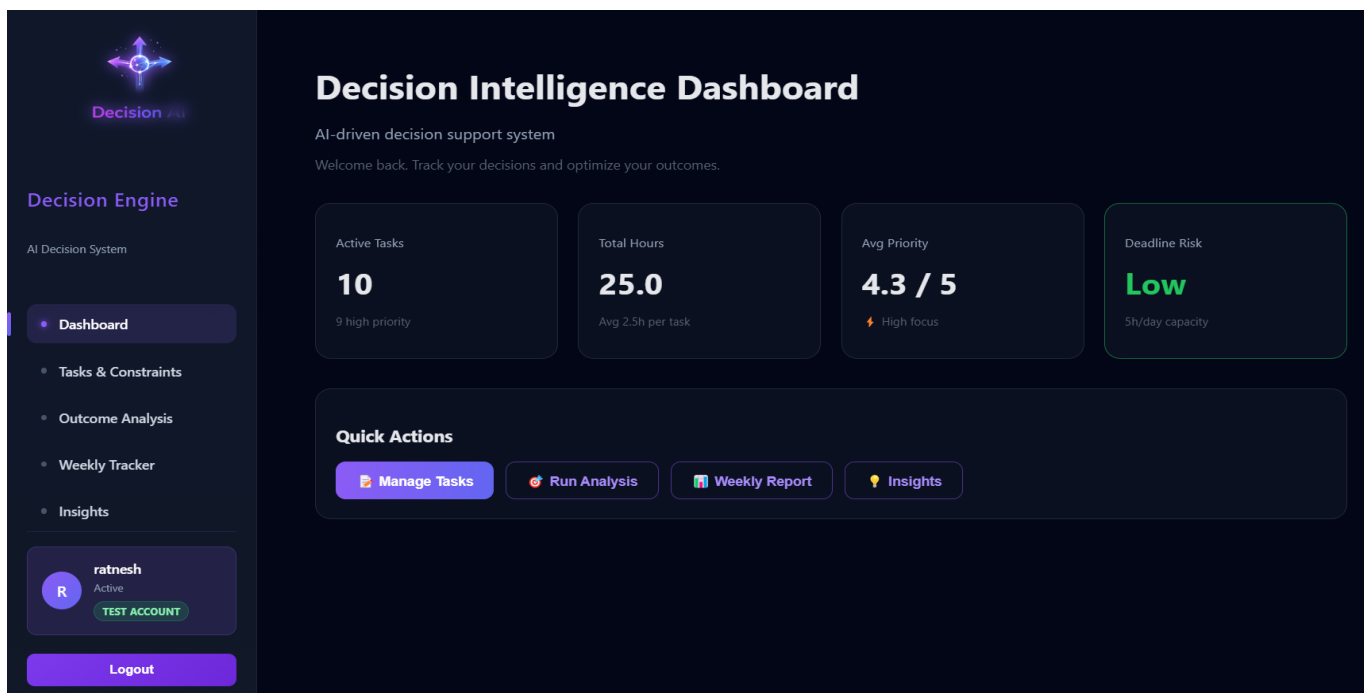 Decision AI
Decision Engine
AI Decision System
Dashboard
Tasks & Constraints
Outcome Analysis
Weekly Tracker
Insights
R
ratnesh
Active
TEST ACCOUNT
Logout
Decision Intelligence Dashboard
AI-driven decision support system
Welcome back. Track your decisions and optimize your outcomes.
Active Tasks
10
9 high priority
Total Hours
25.0
Avg 2.5h per task
Avg Priority
4.3 / 5
⚡ High focus
Deadline Risk
Low
5h/day capacity
Quick Actions
📝 Manage Tasks
🎯 Run Analysis
📊 Weekly Report
💡 Insights